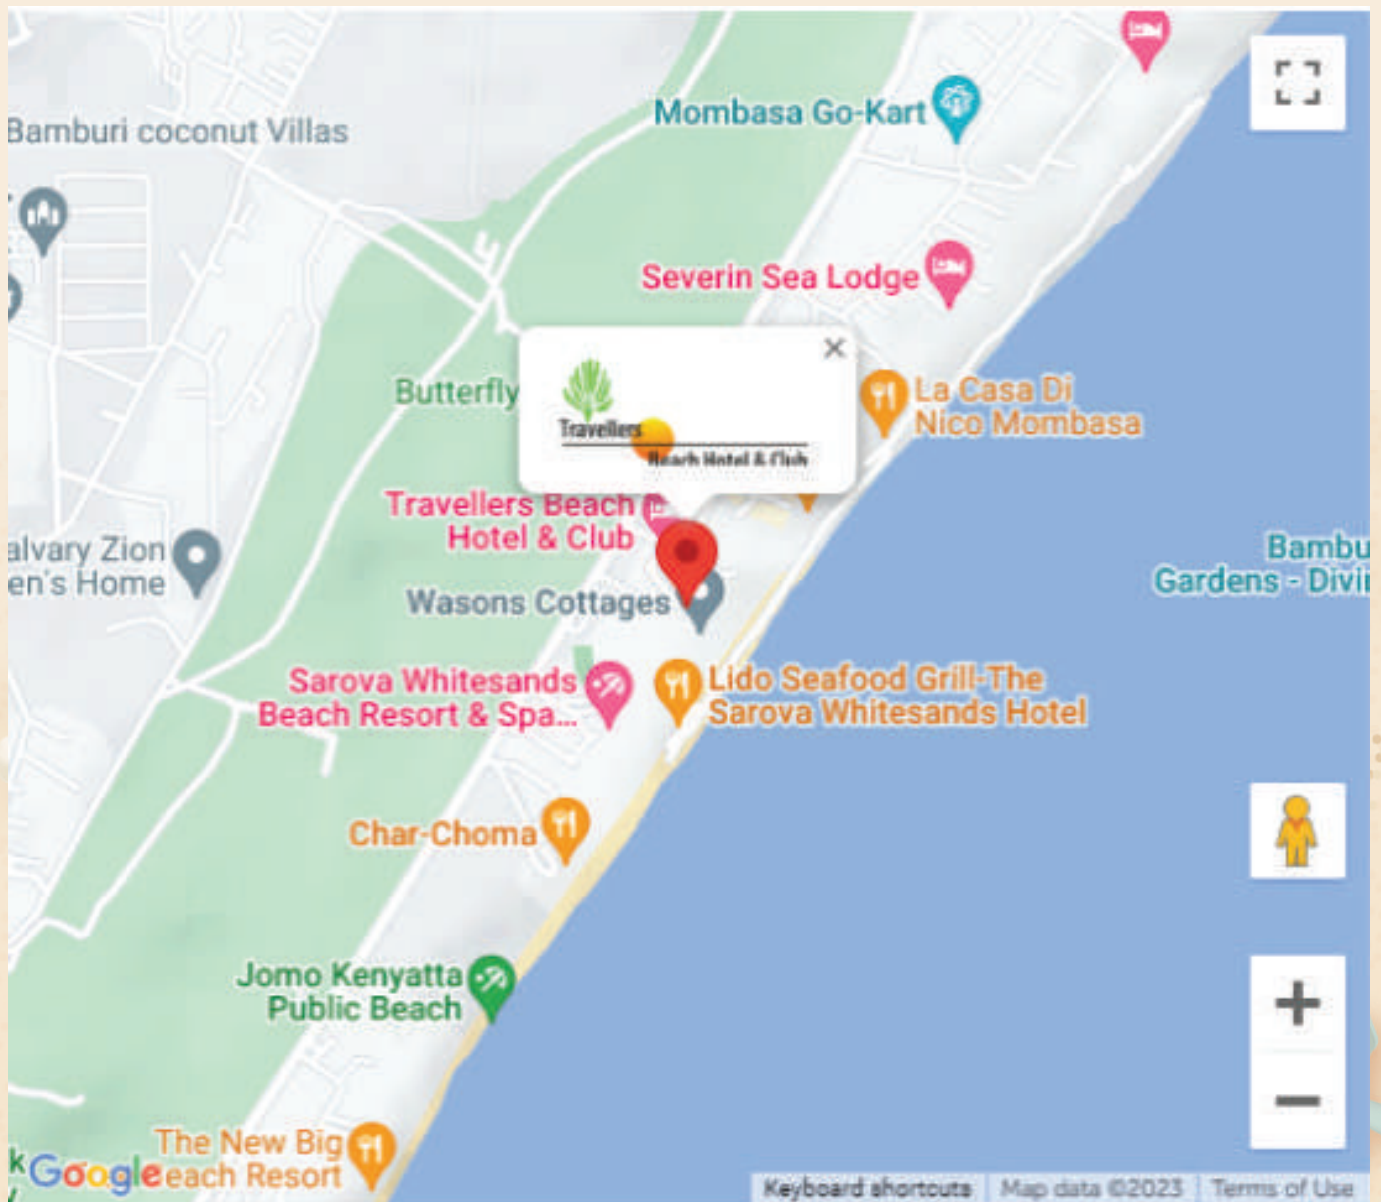 Mombasa Go-Kart
Bamburi coconut Villas
Severin Sea Lodge
Butterfly
Travellers
Beach Hotel & Club
La Casa Di
Nico Mombasa
Travellers Beach
Hotel & Club
alvary Zion
en's Home
Bambu
Gardens - Divi
Wasons Cottages
Sarova Whitesands
Beach Resort & Spa...
Lido Seafood Grill-The
Sarova Whitesands Hotel
Char-Choma
Jomo Kenyatta
Public Beach
The New Big
each Resort
k
Google
Keyboard shortcuts
Map data ©2023
Terms of Use